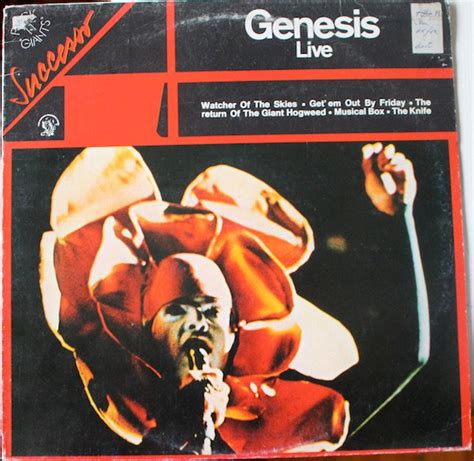 ROCK
GIANTS
Successo
Genesis
Live
Watcher Of The Skies • Get' em Out By Friday • The
return Of The Giant Hogweed • Musical Box • The Knife